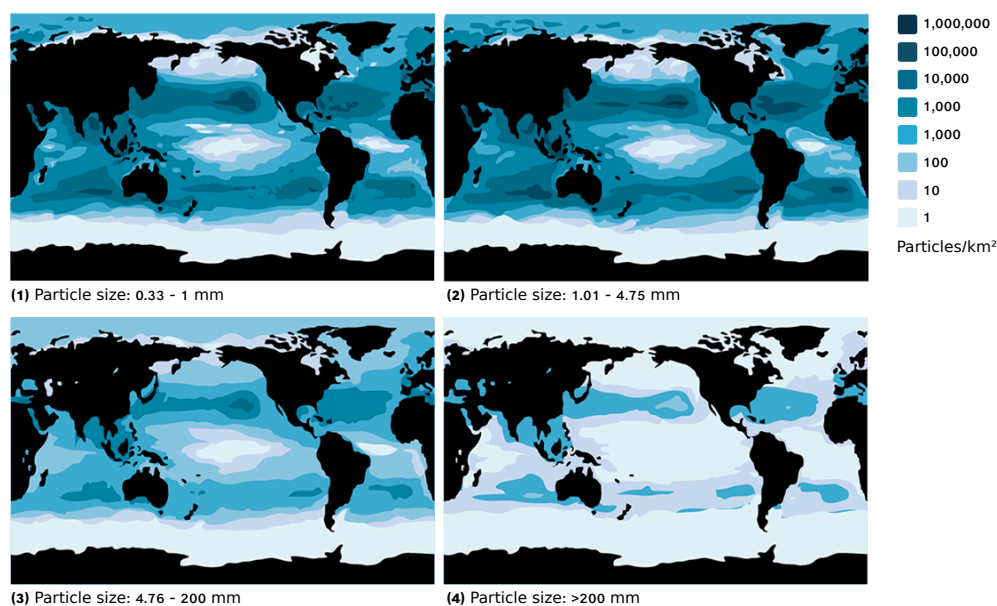 1,000,000
100,000
10,000
1,000
1,000
100
10
1
Particles/km²
(1) Particle size: 0.33 - 1 mm
(2) Particle size: 1.01 - 4.75 mm
(3) Particle size: 4.76 - 200 mm
(4) Particle size: >200 mm